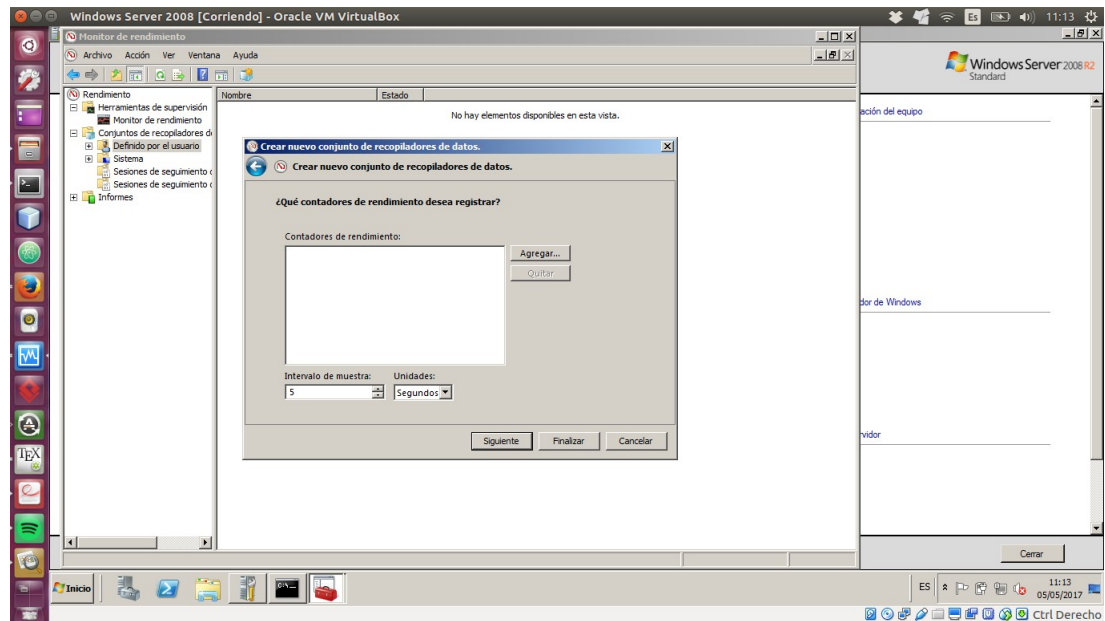 Windows Server 2008 [Corriendo] - Oracle VM VirtualBox
Es
11:13
Monitor de rendimiento
Archivo Acción Ver Ventana Ayuda
Windows Server 2008 R2
Standard
Rendimiento
Herramientas de supervisión
Monitor de rendimiento
Conjuntos de recopiladores d
Definido por el usuario
Sistema
Sesiones de seguimiento
Sesiones de seguimiento
Informes
Nombre
Estado
No hay elementos disponibles en esta vista.
ación del equipo
Crear nuevo conjunto de recopiladores de datos.
Crear nuevo conjunto de recopiladores de datos.
¿Qué contadores de rendimiento desea registrar?
Contadores de rendimiento:
Agregar...
Quitar
Intervalo de muestra:
Unidades:
5
Segundos
Siguiente
Finalizar
Cancelar
dor de Windows
vidor
Cerrar
TEX
Inicio
ES
11:13
05/05/2017
Ctrl Derecho